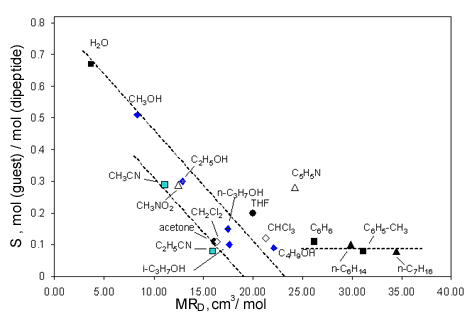 S, mol (guest) / mol (dipeptide)
0.8
0.7
0.6
0.5
0.4
0.3
0.2
0.1
0
H₂O
CH₃OH
C₂H₅OH
CH₃CN
CH₃NO₂
C₅H₅N
n-C₃H₇OH
CH₂Cl₂
THF
acetone
CHCl₃
C₆H₆
C₆H₅-CH₃
C₂H₅CN
C₄H₉OH
i-C₃H₇OH
n-C₆H₁₄
n-C₇H₁₆
0.00 5.00 10.00 15.00 20.00 25.00 30.00 35.00 40.00
MR_D, cm³/ mol